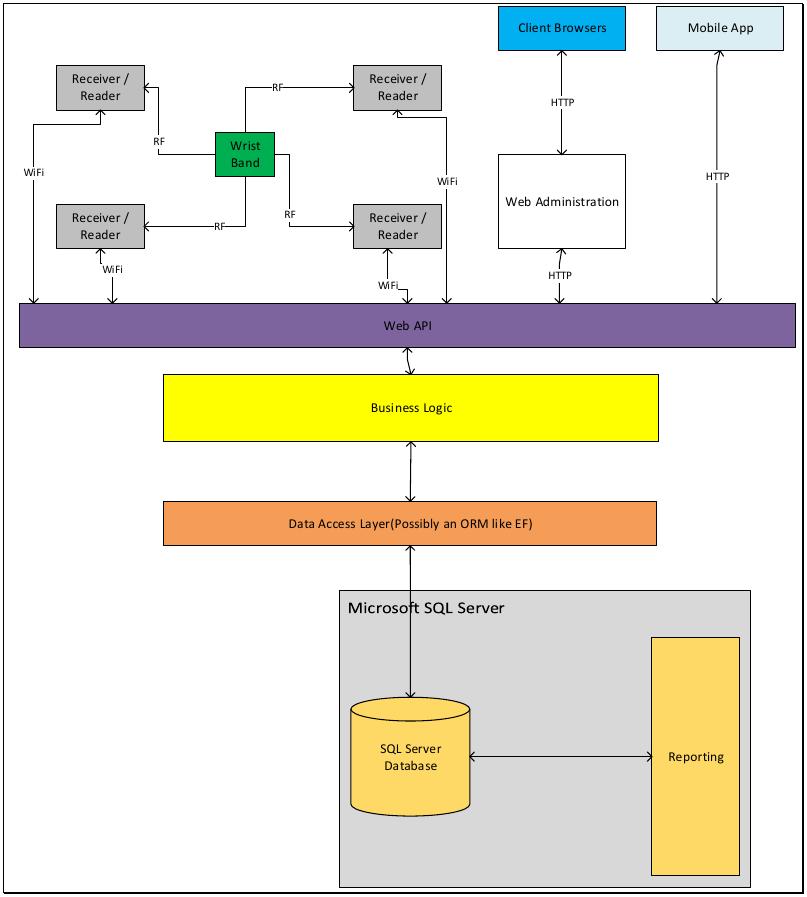 Client Browsers
Mobile App
Receiver /
Reader
Receiver /
Reader
RF
HTTP
RF
Wrist
Band
WiFi
WiFi
HTTP
Web Administration
Receiver /
Reader
RF
RF
Receiver /
Reader
WiFi
WiFi
HTTP
Web API
Business Logic
Data Access Layer(Possibly an ORM like EF)
Microsoft SQL Server
SQL Server
Database
Reporting